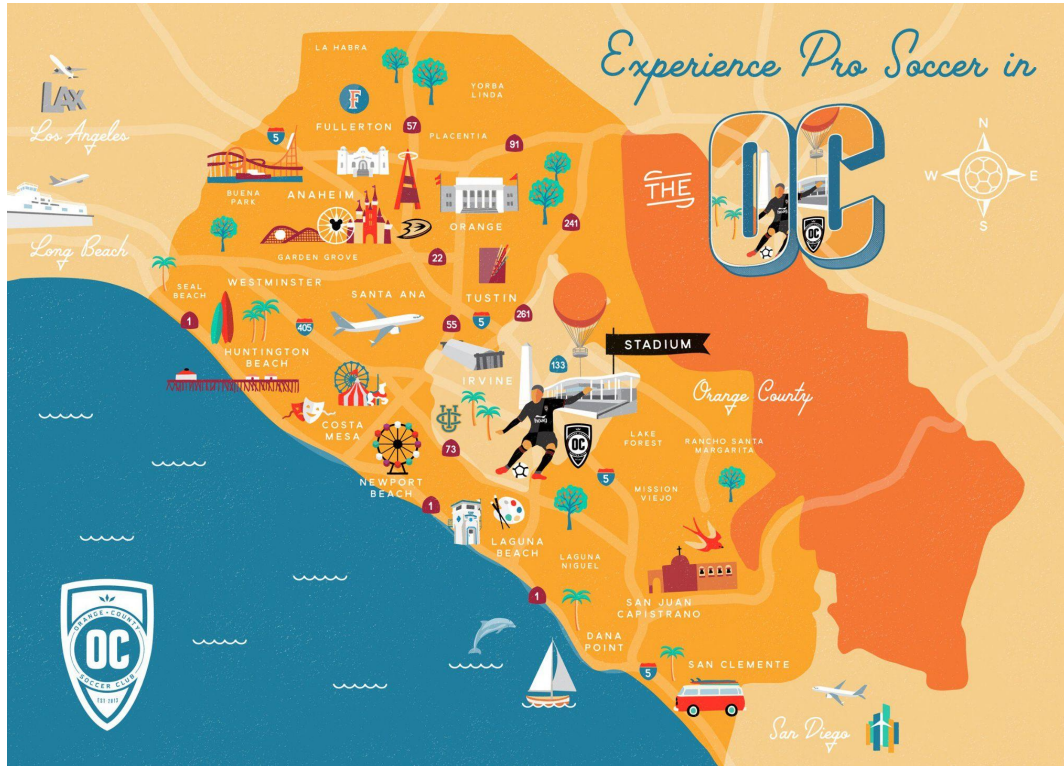 Experience Pro Soccer in
THE
OC
N
W E
S
LAX
Los Angeles
Long Beach
LA HABRA
YORBA
LINDA
F
FULLERTON
57
PLACENTIA
5
91
BUENA
PARK
ANAHEIM
ORANGE
241
GARDEN GROVE
22
SEAL
BEACH
WESTMINSTER
SANTA ANA
TUSTIN
1
405
55
5
261
HUNTINGTON
BEACH
STADIUM
133
IRVINE
Orange County
COSTA
MESA
UC
OC
LAKE
FOREST
RANCHO SANTA
MARGARITA
73
5
NEWPORT
BEACH
MISSION
VIEJO
1
LAGUNA
BEACH
LAGUNA
NIGUEL
1
SAN JUAN
CAPISTRANO
DANA
POINT
5
SAN CLEMENTE
San Diego
ORANGE • COUNTY
OC
SOCCER CLUB